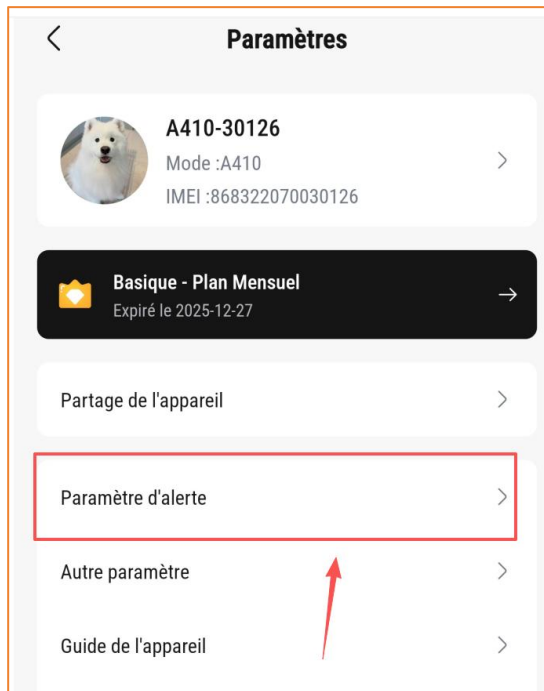 Paramètres
A410-30126
Mode :A410
IMEI :868322070030126
Basique - Plan Mensuel
Expiré le 2025-12-27
Partage de l'appareil
Paramètre d'alerte
Autre paramètre
Guide de l'appareil